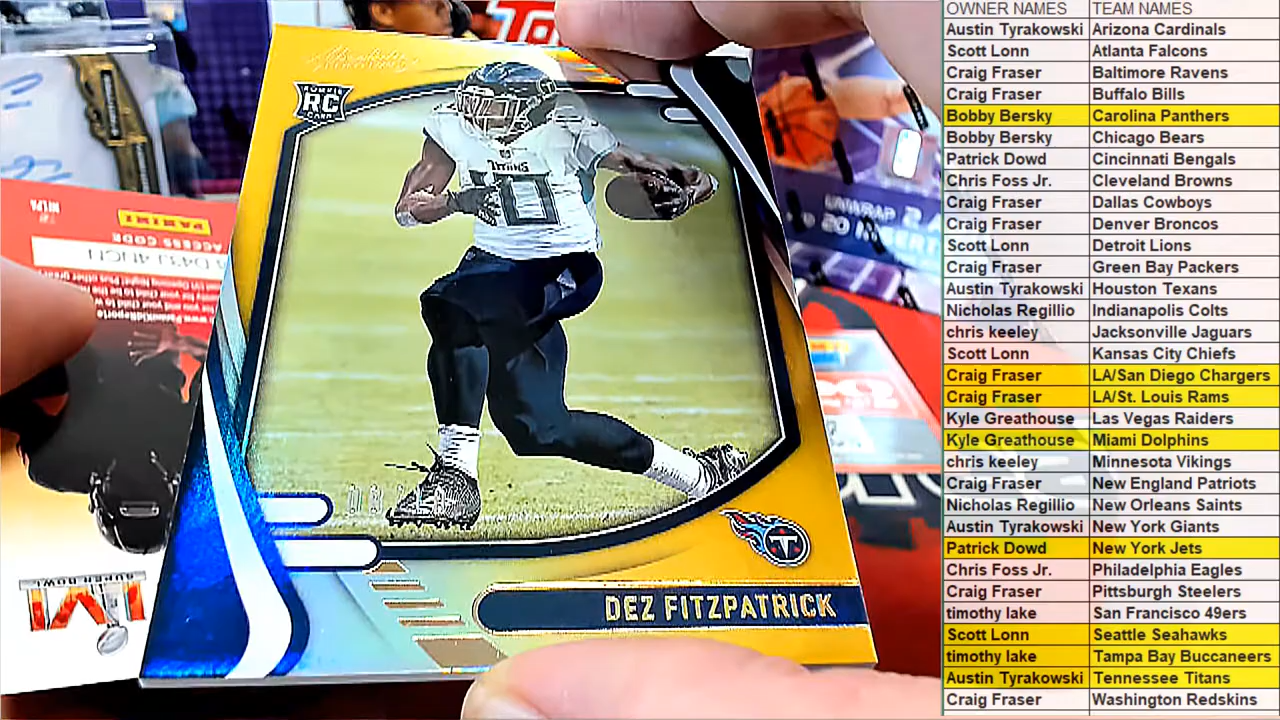 RC
TITANS
10
DEZ FITZPATRICK
PANINI
ACCESS CODE
UNWRAP 2
20 INSERT
SUPER BOWL
LVI
OWNER NAMES TEAM NAMES
Austin Tyrakowski Arizona Cardinals
Scott Lonn Atlanta Falcons
Craig Fraser Baltimore Ravens
Craig Fraser Buffalo Bills
Bobby Bersky Carolina Panthers
Bobby Bersky Chicago Bears
Patrick Dowd Cincinnati Bengals
Chris Foss Jr. Cleveland Browns
Craig Fraser Dallas Cowboys
Craig Fraser Denver Broncos
Scott Lonn Detroit Lions
Craig Fraser Green Bay Packers
Austin Tyrakowski Houston Texans
Nicholas Regillio Indianapolis Colts
chris keeley Jacksonville Jaguars
Scott Lonn Kansas City Chiefs
Craig Fraser LA/San Diego Chargers
Craig Fraser LA/St. Louis Rams
Kyle Greathouse Las Vegas Raiders
Kyle Greathouse Miami Dolphins
chris keeley Minnesota Vikings
Craig Fraser New England Patriots
Nicholas Regillio New Orleans Saints
Austin Tyrakowski New York Giants
Patrick Dowd New York Jets
Chris Foss Jr. Philadelphia Eagles
Craig Fraser Pittsburgh Steelers
timothy lake San Francisco 49ers
Scott Lonn Seattle Seahawks
timothy lake Tampa Bay Buccaneers
Austin Tyrakowski Tennessee Titans
Craig Fraser Washington Redskins